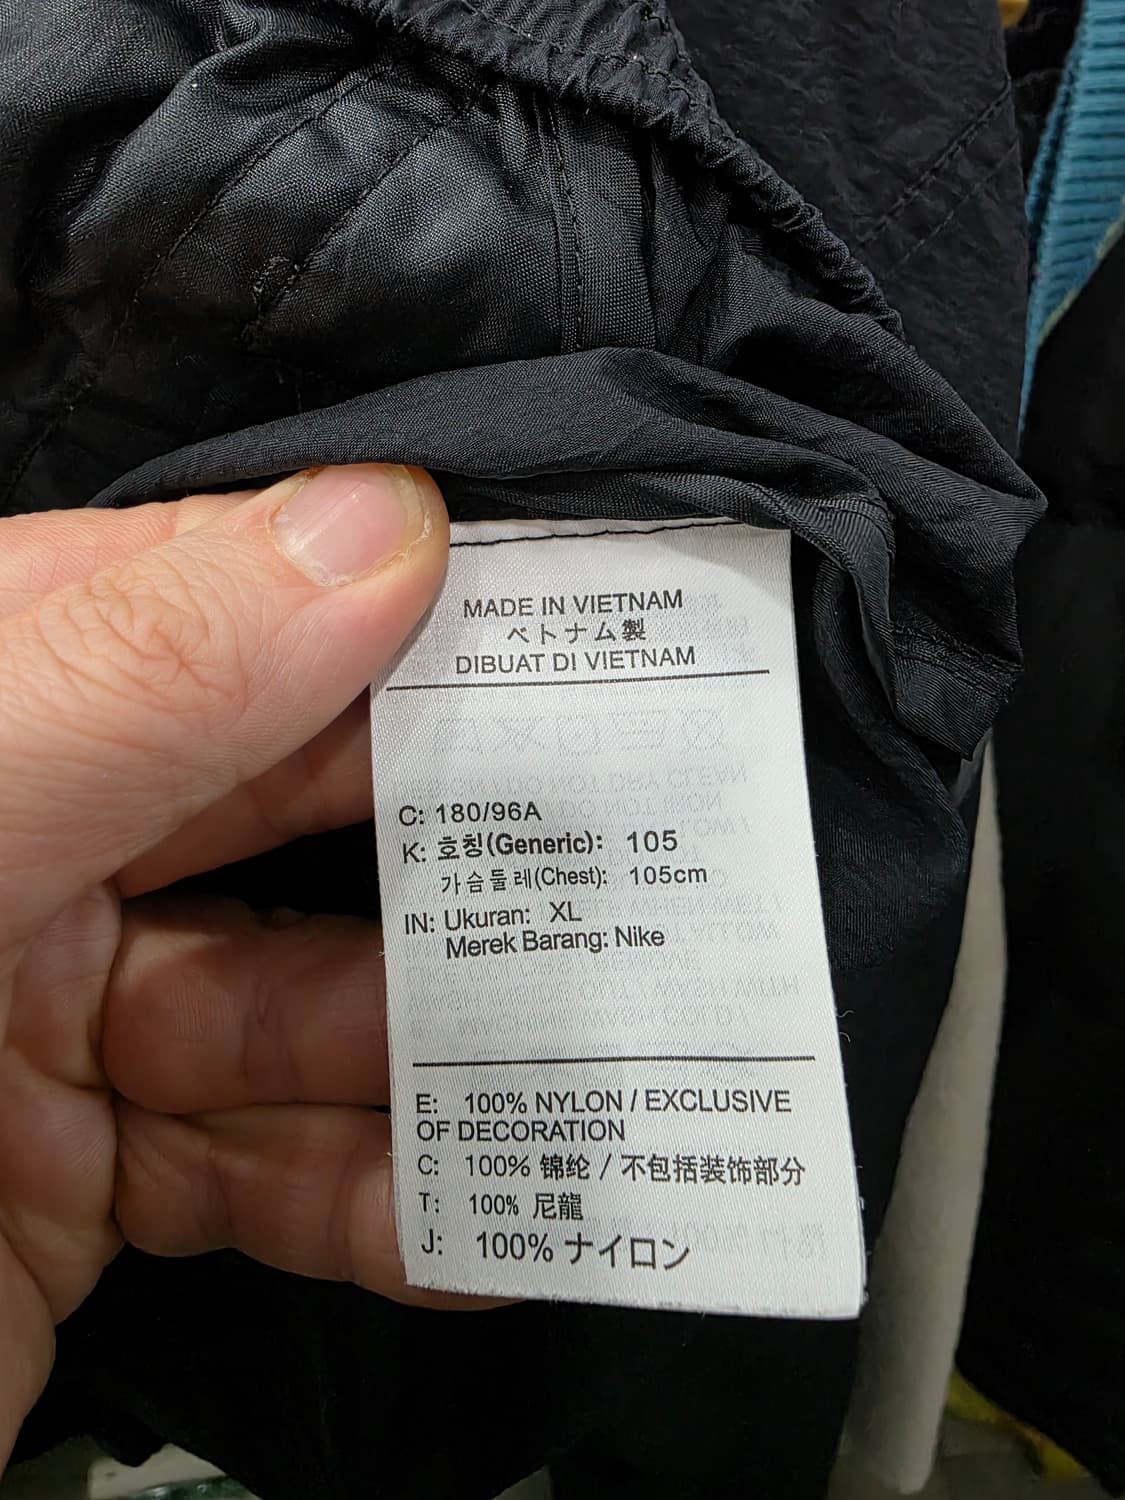 MADE IN VIETNAM
ベトナム製
DIBUAT DI VIETNAM
C: 180/96A
K: 호칭(Generic): 105
가슴둘레(Chest): 105cm
IN: Ukuran: XL
Merek Barang: Nike
E: 100% NYLON / EXCLUSIVE
OF DECORATION
C: 100% 锦纶 / 不包括装饰部分
T: 100% 尼龍
J: 100% ナイロン